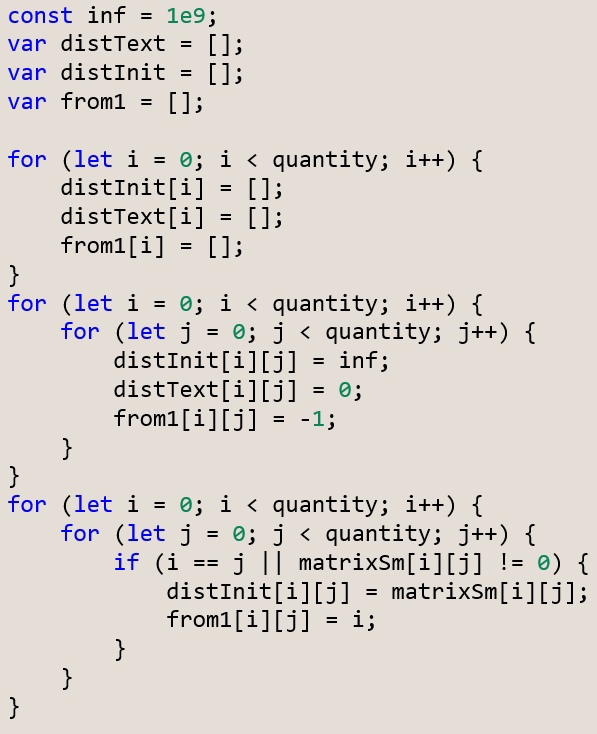 const inf = 1e9;
var distText = [];
var distInit = [];
var from1 = [];

for (let i = 0; i < quantity; i++) {
    distInit[i] = [];
    distText[i] = [];
    from1[i] = [];
}
for (let i = 0; i < quantity; i++) {
    for (let j = 0; j < quantity; j++) {
        distInit[i][j] = inf;
        distText[i][j] = 0;
        from1[i][j] = -1;
    }
}
for (let i = 0; i < quantity; i++) {
    for (let j = 0; j < quantity; j++) {
        if (i == j || matrixSm[i][j] != 0) {
            distInit[i][j] = matrixSm[i][j];
            from1[i][j] = i;
        }
    }
}